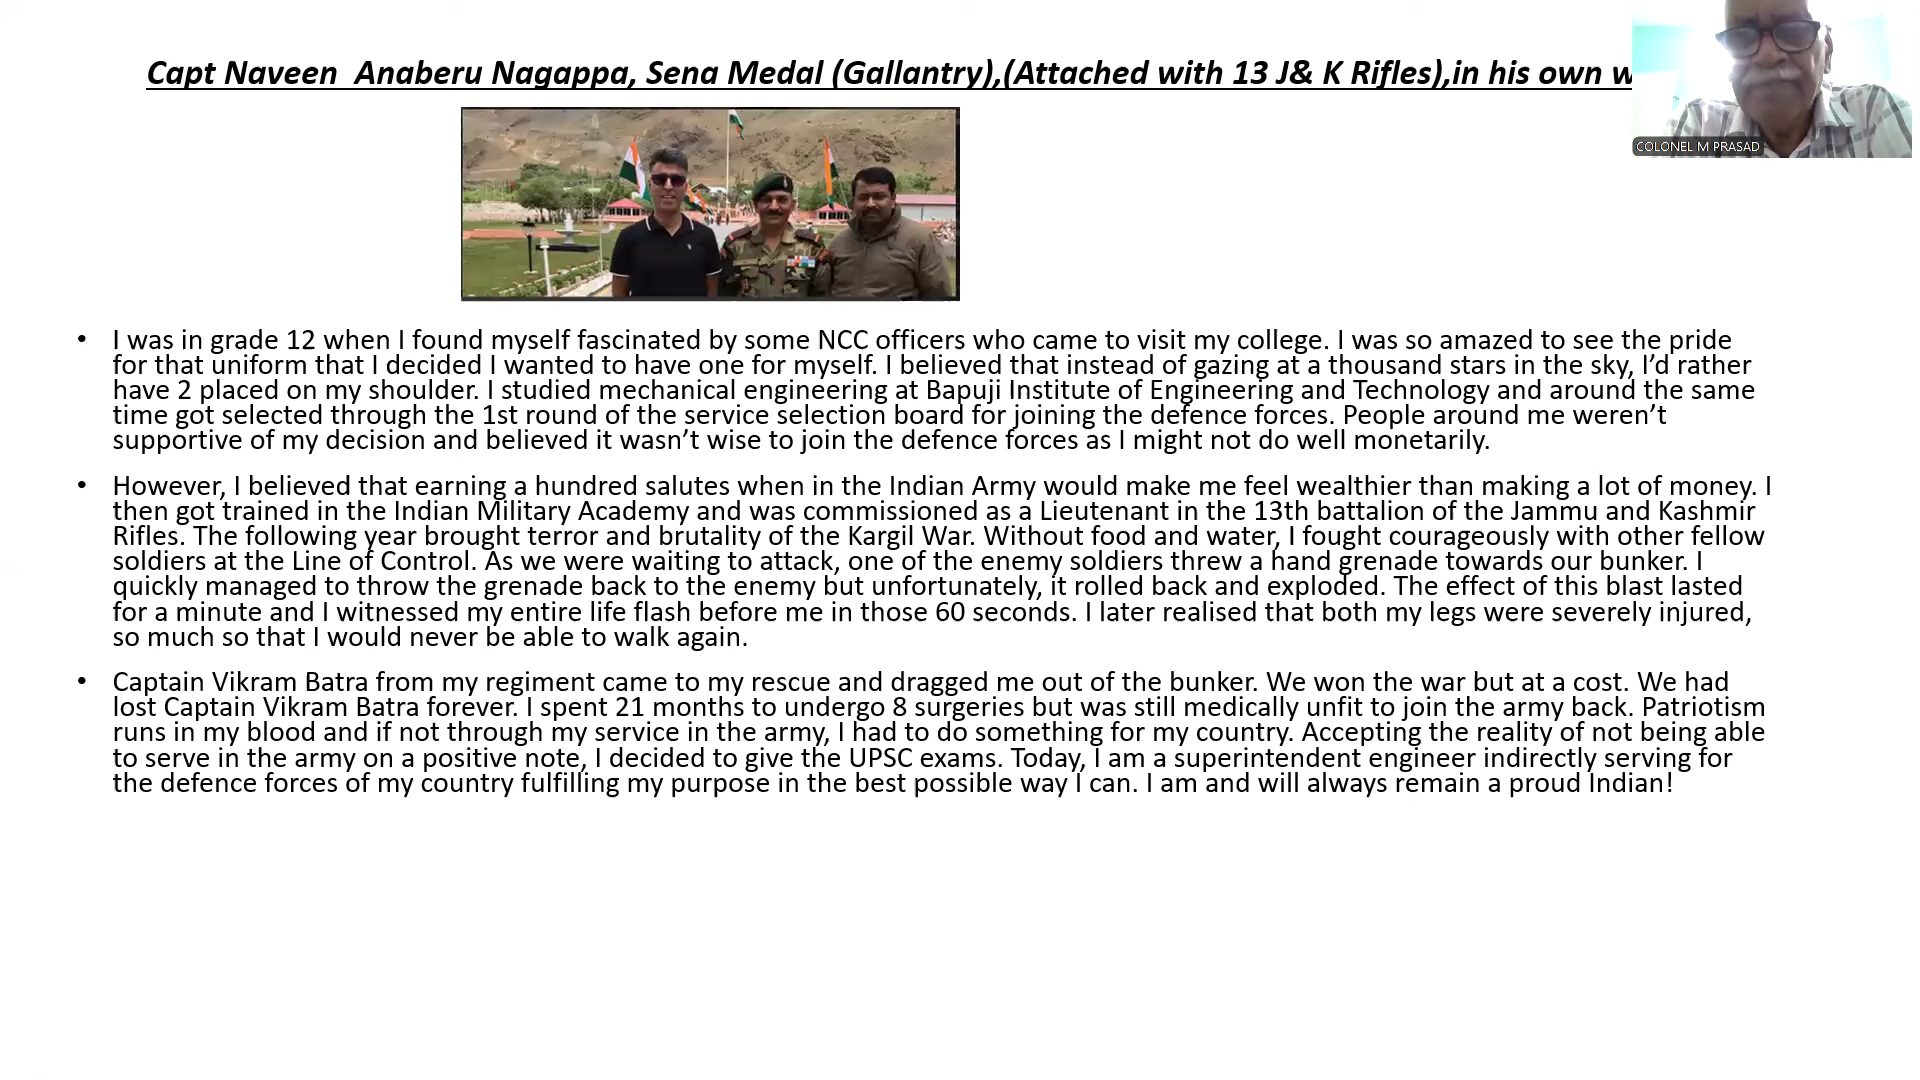 Capt Naveen  Anaberu Nagappa, Sena Medal (Gallantry),(Attached with 13 J& K Rifles),in his own
COLONEL M PRASAD
• I was in grade 12 when I found myself fascinated by some NCC officers who came to visit my college. I was so amazed to see the pride
for that uniform that I decided I wanted to have one for myself. I believed that instead of gazing at a thousand stars in the sky, I’d rather
have 2 placed on my shoulder. I studied mechanical engineering at Bapuji Institute of Engineering and Technology and around the same
time got selected through the 1st round of the service selection board for joining the defence forces. People around me weren’t
supportive of my decision and believed it wasn’t wise to join the defence forces as I might not do well monetarily.
• However, I believed that earning a hundred salutes when in the Indian Army would make me feel wealthier than making a lot of money. I
then got trained in the Indian Military Academy and was commissioned as a Lieutenant in the 13th battalion of the Jammu and Kashmir
Rifles. The following year brought terror and brutality of the Kargil War. Without food and water, I fought courageously with other fellow
soldiers at the Line of Control. As we were waiting to attack, one of the enemy soldiers threw a hand grenade towards our bunker. I
quickly managed to throw the grenade back to the enemy but unfortunately, it rolled back and exploded. The effect of this blast lasted
for a minute and I witnessed my entire life flash before me in those 60 seconds. I later realised that both my legs were severely injured,
so much so that I would never be able to walk again.
• Captain Vikram Batra from my regiment came to my rescue and dragged me out of the bunker. We won the war but at a cost. We had
lost Captain Vikram Batra forever. I spent 21 months to undergo 8 surgeries but was still medically unfit to join the army back. Patriotism
runs in my blood and if not through my service in the army, I had to do something for my country. Accepting the reality of not being able
to serve in the army on a positive note, I decided to give the UPSC exams. Today, I am a superintendent engineer indirectly serving for
the defence forces of my country fulfilling my purpose in the best possible way I can. I am and will always remain a proud Indian!